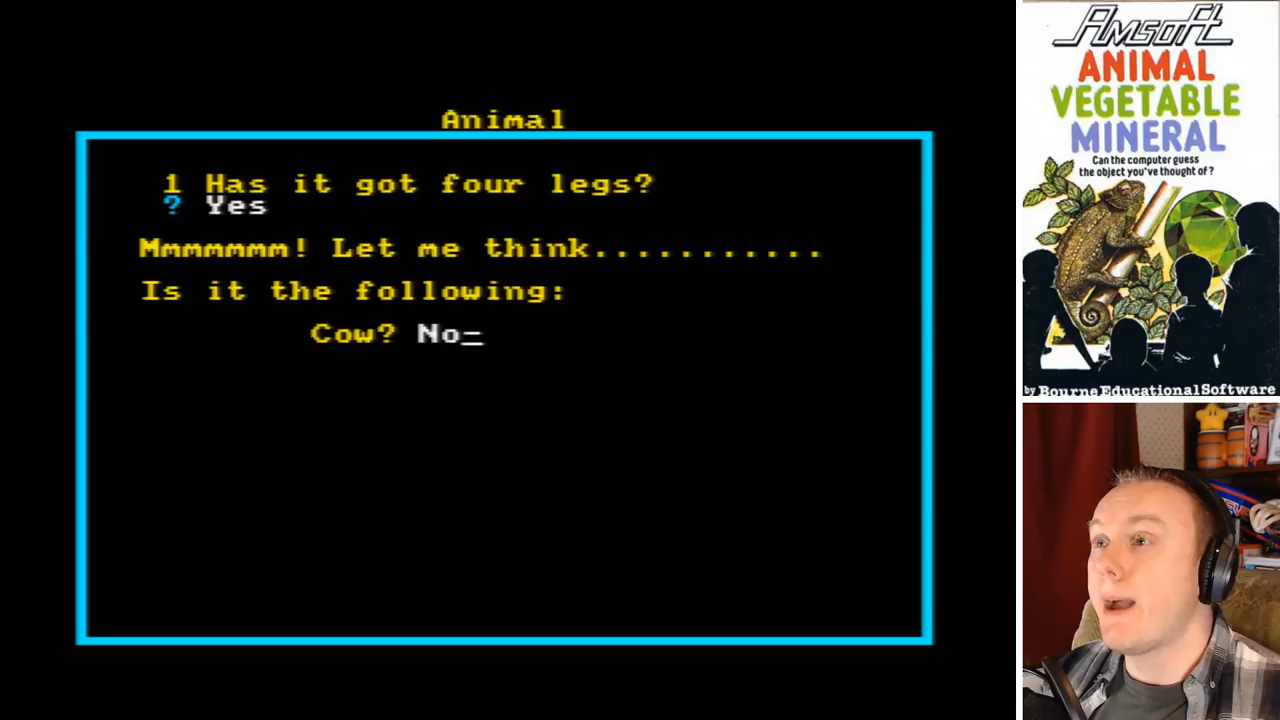 Animal
1 Has it got four legs?
? Yes
Mmmmmmm! Let me think...........
Is it the following:
Cow? No_
Amsoft
ANIMAL
VEGETABLE
MINERAL
Can the computer guess
the object you've thought of?
by Bourne Educational Software